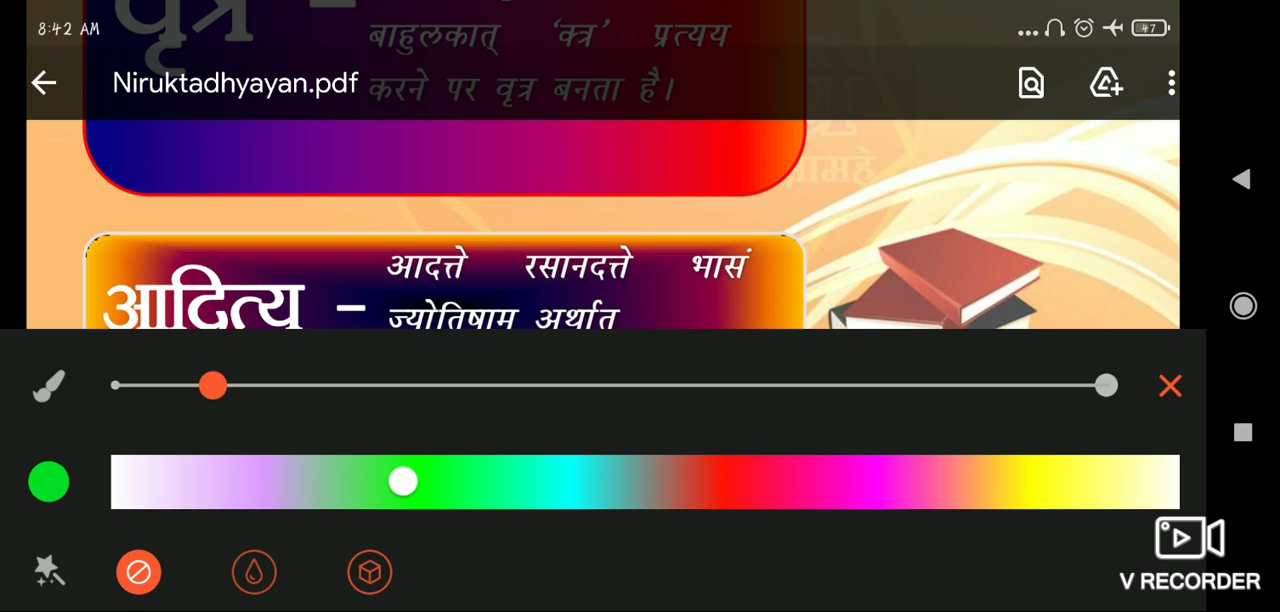 8:42 AM
47
वृत्र –
बाहुलकात् ‘क्त्र’ प्रत्यय
Niruktadhyayan.pdf
करने पर वृत्र बनता है।
आदित्य –
आदत्ते रसानदत्ते भासं
ज्योतिषाम् अर्थात्
V RECORDER